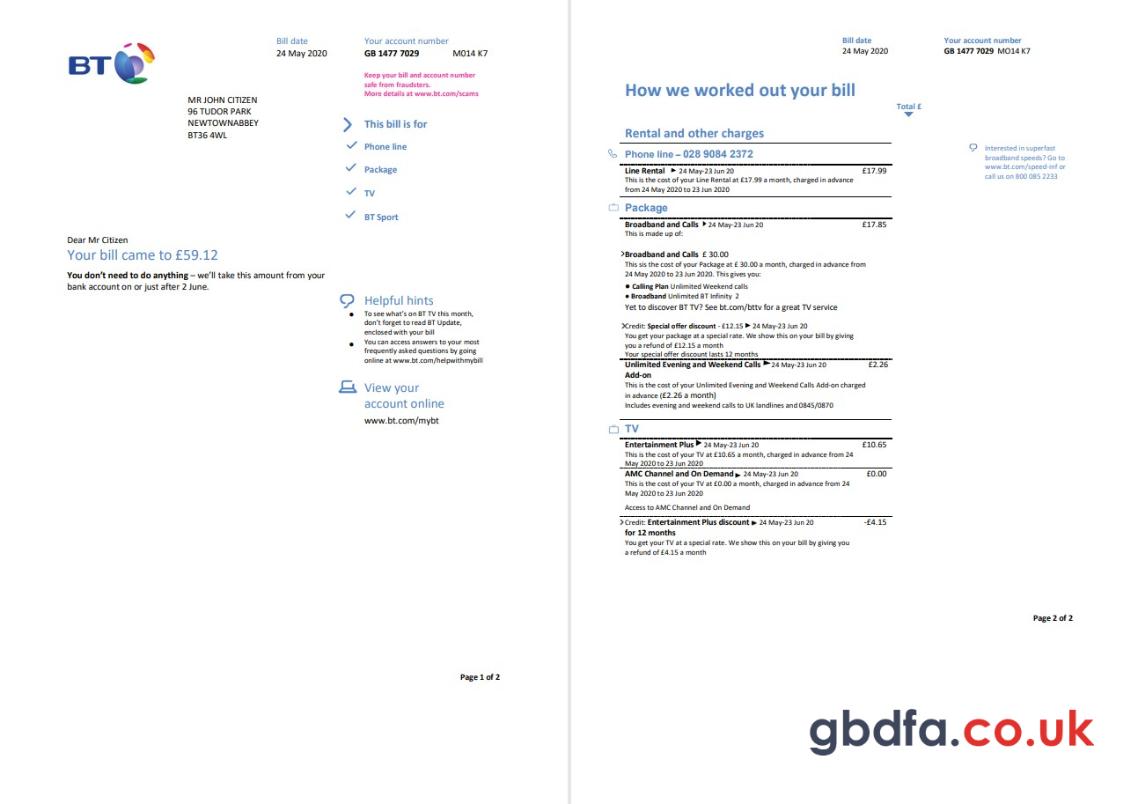 BT
Bill date
24 May 2020
Your account number
GB 1477 7029 M014 K7
Keep your bill and account number
safe from fraudsters.
More details at www.bt.com/scams
MR JOHN CITIZEN
96 TUDOR PARK
NEWTOWNABBEY
BT36 4WL
This bill is for
Phone line
Package
TV
BT Sport
Dear Mr Citizen
Your bill came to £59.12
You don't need to do anything – we'll take this amount from your
bank account on or just after 2 June.
Helpful hints
To see what's on BT TV this month,
don't forget to read BT Update,
enclosed with your bill
You can access answers to your most
frequently asked questions by going
online at www.bt.com/helpwithmybill
View your
account online
www.bt.com/mybt
Page 1 of 2
Bill date
24 May 2020
Your account number
GB 1477 7029 M014 K7
How we worked out your bill
Total £
Rental and other charges
Phone line – 028 9084 2372
Line Rental 24 May-23 Jun 20 £17.99
This is the cost of your Line Rental at £17.99 a month, charged in advance
from 24 May 2020 to 23 Jun 2020
interested in superfast
broadband speeds? Go to
www.bt.com/speed-inf or
call us on 800 085 2233
Package
Broadband and Calls 24 May-23 Jun 20 £17.85
This is made up of:
Broadband and Calls £ 30.00
This sis the cost of your Package at £ 30.00 a month, charged in advance from
24 May 2020 to 23 Jun 2020. This gives you:
● Calling Plan Unlimited Weekend calls
● Broadband Unlimited BT Infinity 2
Yet to discover BT TV? See bt.com/bttv for a great TV service
Credit: Special offer discount - £12.15 24 May-23 Jun 20
You get your package at a special rate. We show this on your bill by giving
you a refund of £12.15 a month
Your special offer discount lasts 12 months
Unlimited Evening and Weekend Calls 24 May-23 Jun 20 £2.26
Add-on
This is the cost of your Unlimited Evening and Weekend Calls Add-on charged
in advance (£2.26 a month)
Includes evening and weekend calls to UK landlines and 0845/0870
TV
Entertainment Plus 24 May-23 Jun 20 £10.65
This is the cost of your TV at £10.65 a month, charged in advance from 24
May 2020 to 23 Jun 2020
AMC Channel and On Demand 24 May-23 Jun 20 £0.00
This is the cost of your TV at £0.00 a month, charged in advance from 24
May 2020 to 23 Jun 2020
Access to AMC Channel and On Demand
Credit: Entertainment Plus discount 24 May-23 Jun 20 -£4.15
for 12 months
You get your TV at a special rate. We show this on your bill by giving you
a refund of £4.15 a month
Page 2 of 2
gbdfa.co.uk